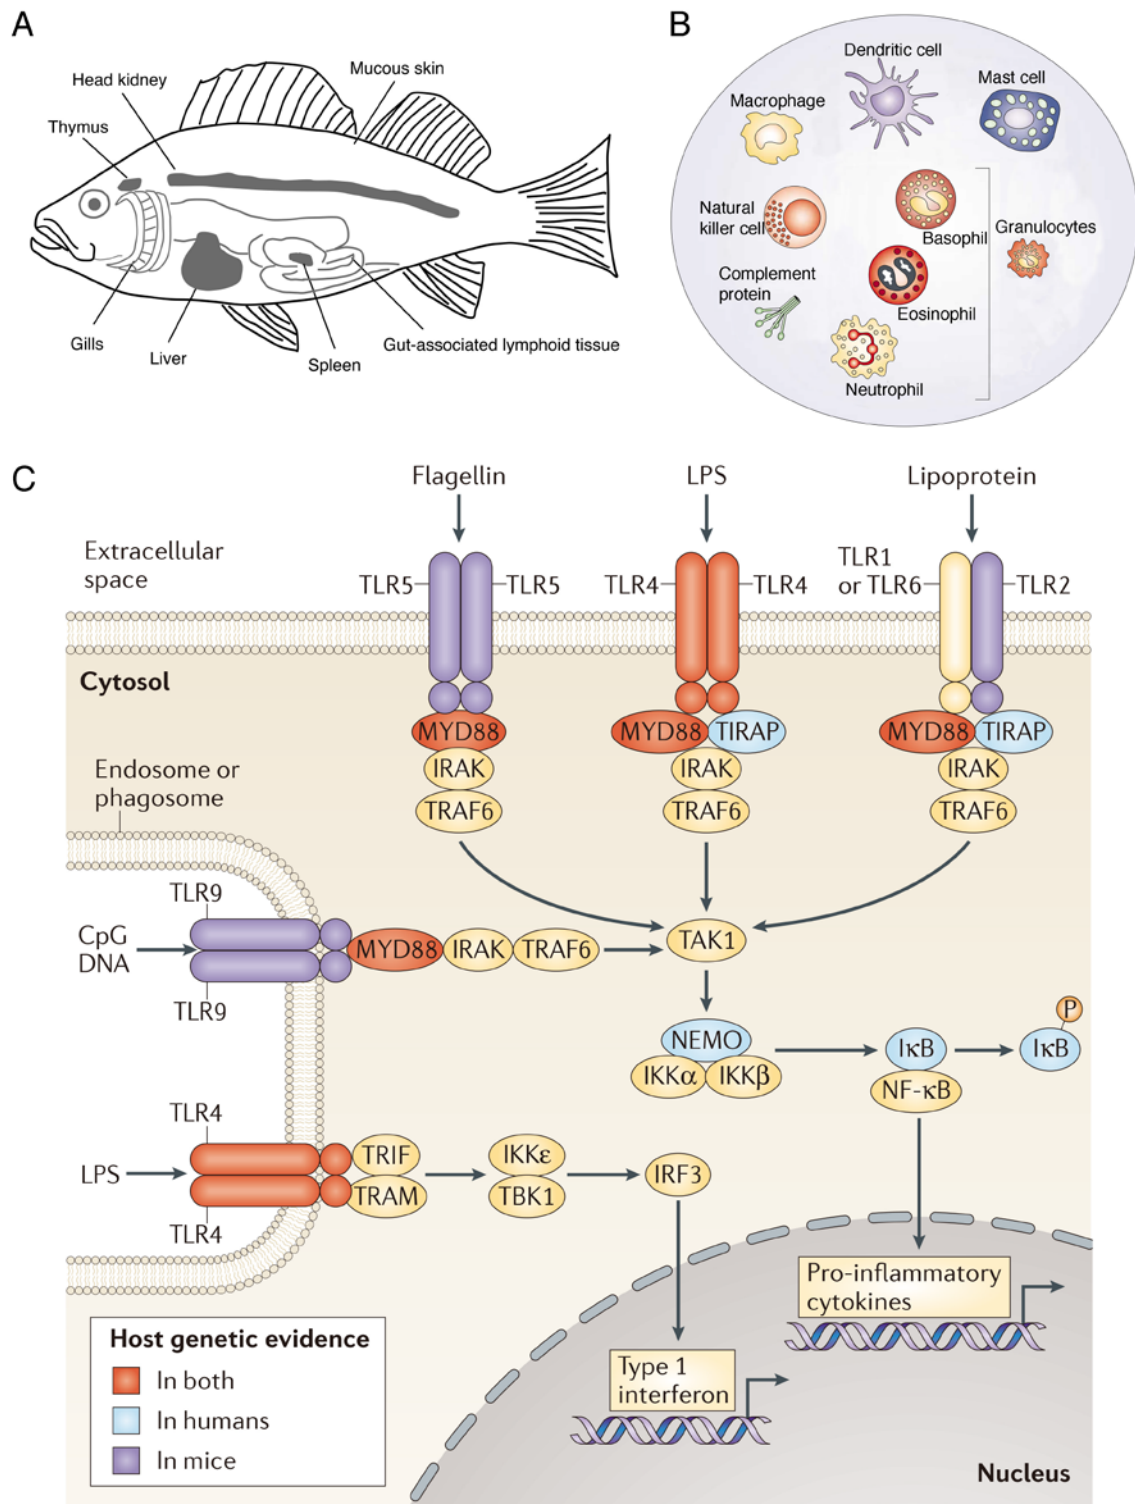 A
Head kidney
Mucous skin
Thymus
Gills
Liver
Spleen
Gut-associated lymphoid tissue
B
Dendritic cell
Mast cell
Macrophage
Natural
killer cell
Basophil
Granulocytes
Complement
protein
Eosinophil
Neutrophil
C
Flagellin
LPS
Lipoprotein
Extracellular
space
TLR5
TLR5
TLR4
TLR4
TLR1
or TLR6
TLR2
Cytosol
MYD88
MYD88
TIRAP
MYD88
TIRAP
IRAK
IRAK
IRAK
TRAF6
TRAF6
TRAF6
Endosome or
phagosome
TLR9
CpG
DNA
MYD88
IRAK
TRAF6
TAK1
TLR9
NEMO
IKKα
IKKβ
IκB
NF-κB
P
IκB
TLR4
LPS
TRIF
TRAM
IKKε
TBK1
IRF3
TLR4
Pro-inflammatory
cytokines
Type 1
interferon
Nucleus
Host genetic evidence
In both
In humans
In mice